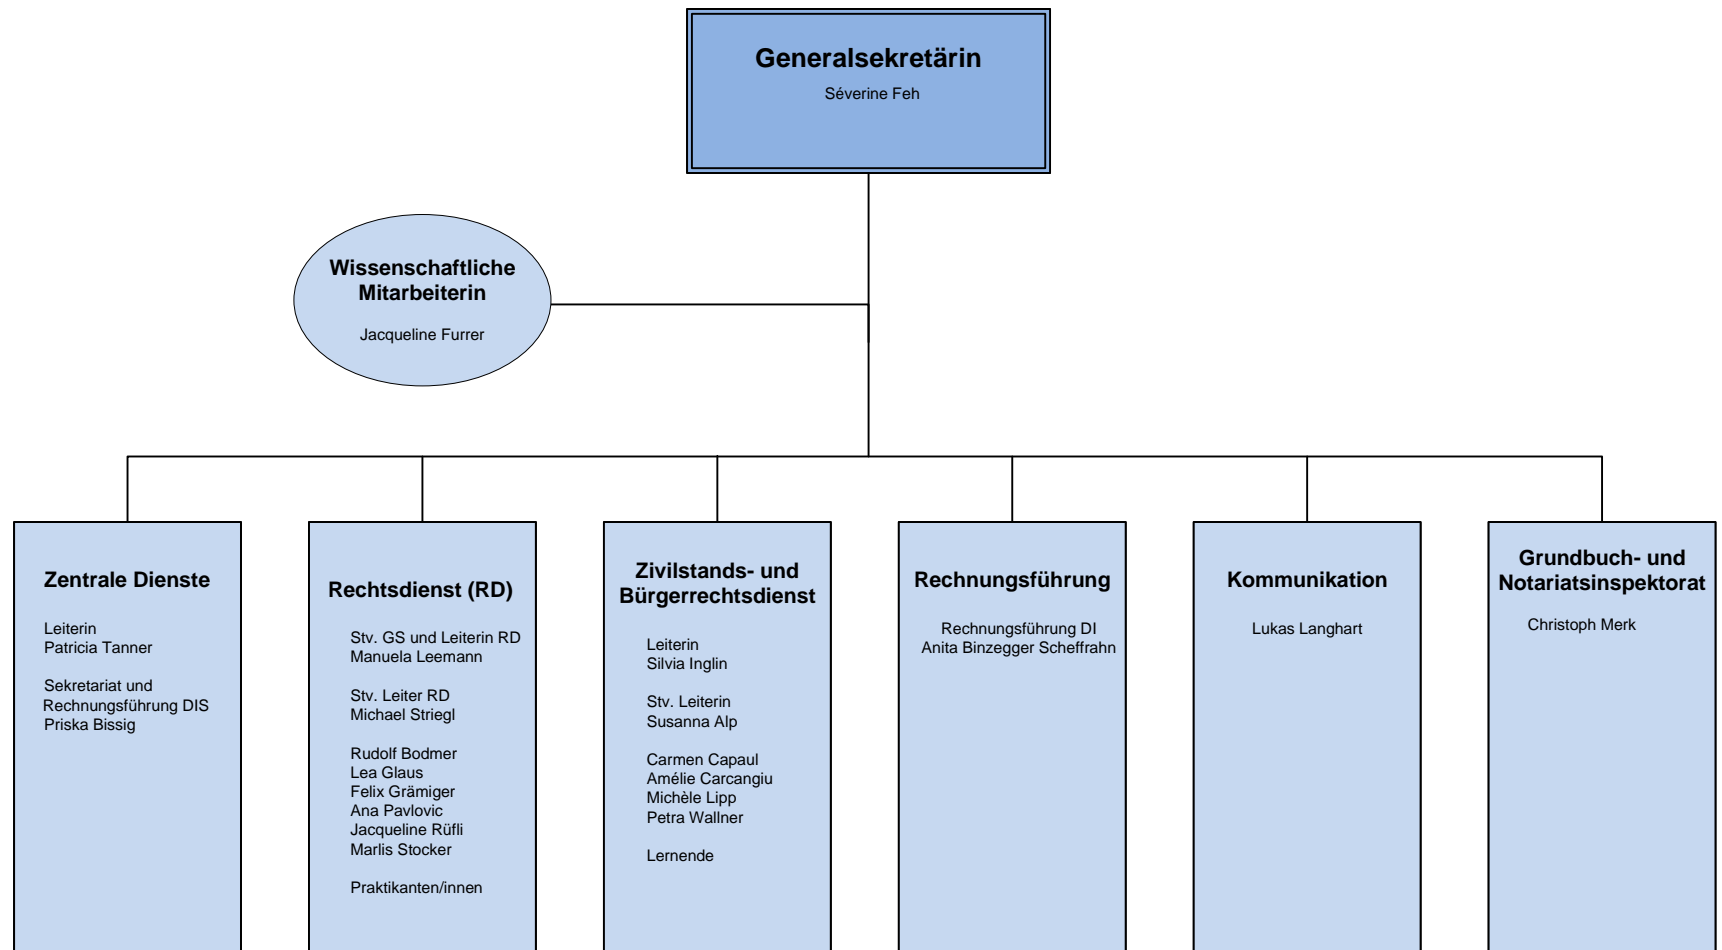 Generalsekretärin
Séverine Feh
Wissenschaftliche
Mitarbeiterin
Jacqueline Furrer
Zentrale Dienste
Leiterin
Patricia Tanner
Sekretariat und
Rechnungsführung DIS
Priska Bissig
Rechtsdienst (RD)
Stv. GS und Leiterin RD
Manuela Leemann
Stv. Leiter RD
Michael Striegl
Rudolf Bodmer
Lea Glaus
Felix Grämiger
Ana Pavlovic
Jacqueline Rüfli
Marlis Stocker
Praktikanten/innen
Zivilstands- und
Bürgerrechtsdienst
Leiterin
Silvia Inglin
Stv. Leiterin
Susanna Alp
Carmen Capaul
Amélie Carcangiu
Michèle Lipp
Petra Wallner
Lernende
Rechnungsführung
Rechnungsführung DI
Anita Binzegger Scheffrahn
Kommunikation
Lukas Langhart
Grundbuch- und
Notariatsinspektorat
Christoph Merk